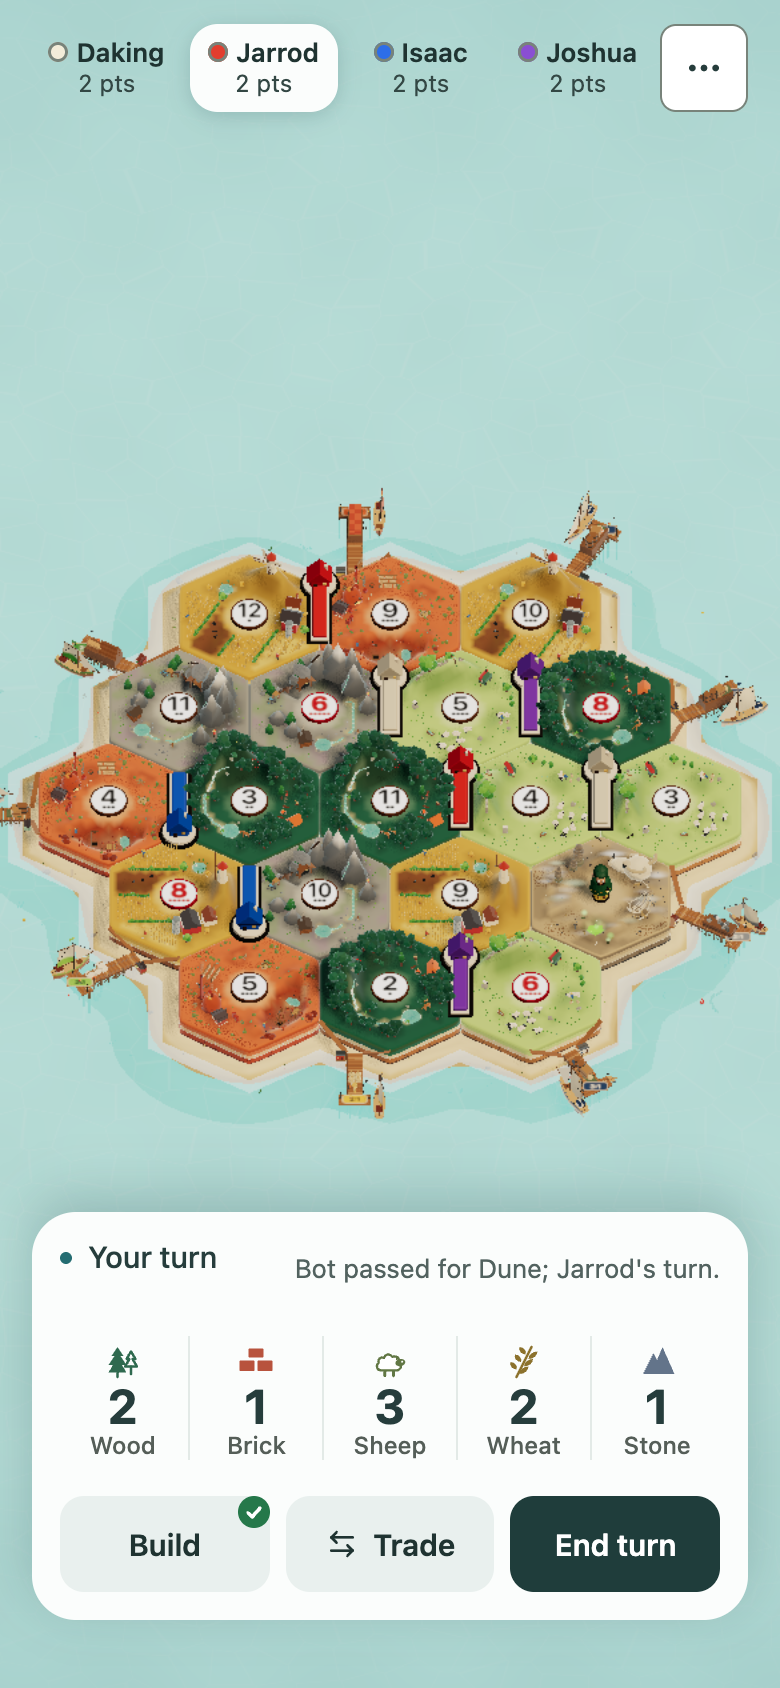 Daking
2 pts
Jarrod
2 pts
Isaac
2 pts
Joshua
2 pts
12
9
10
11
6
5
8
4
3
11
4
3
8
10
9
5
2
6
Your turn
Bot passed for Dune; Jarrod's turn.
2
Wood
1
Brick
3
Sheep
2
Wheat
1
Stone
Build
Trade
End turn